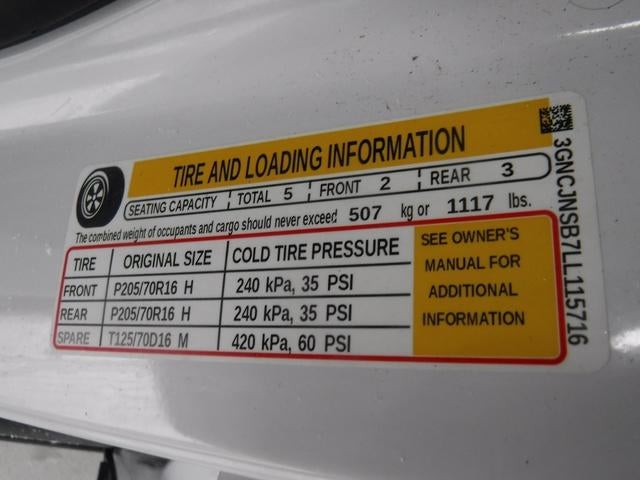 TIRE AND LOADING INFORMATION
SEATING CAPACITY TOTAL 5 FRONT 2 REAR 3
The combined weight of occupants and cargo should never exceed 507 kg or 1117 lbs.
TIRE ORIGINAL SIZE COLD TIRE PRESSURE
FRONT P205/70R16 H 240 kPa, 35 PSI
REAR P205/70R16 H 240 kPa, 35 PSI
SPARE T125/70D16 M 420 kPa, 60 PSI
SEE OWNER'S
MANUAL FOR
ADDITIONAL
INFORMATION
3GNCJNSB7LL115716